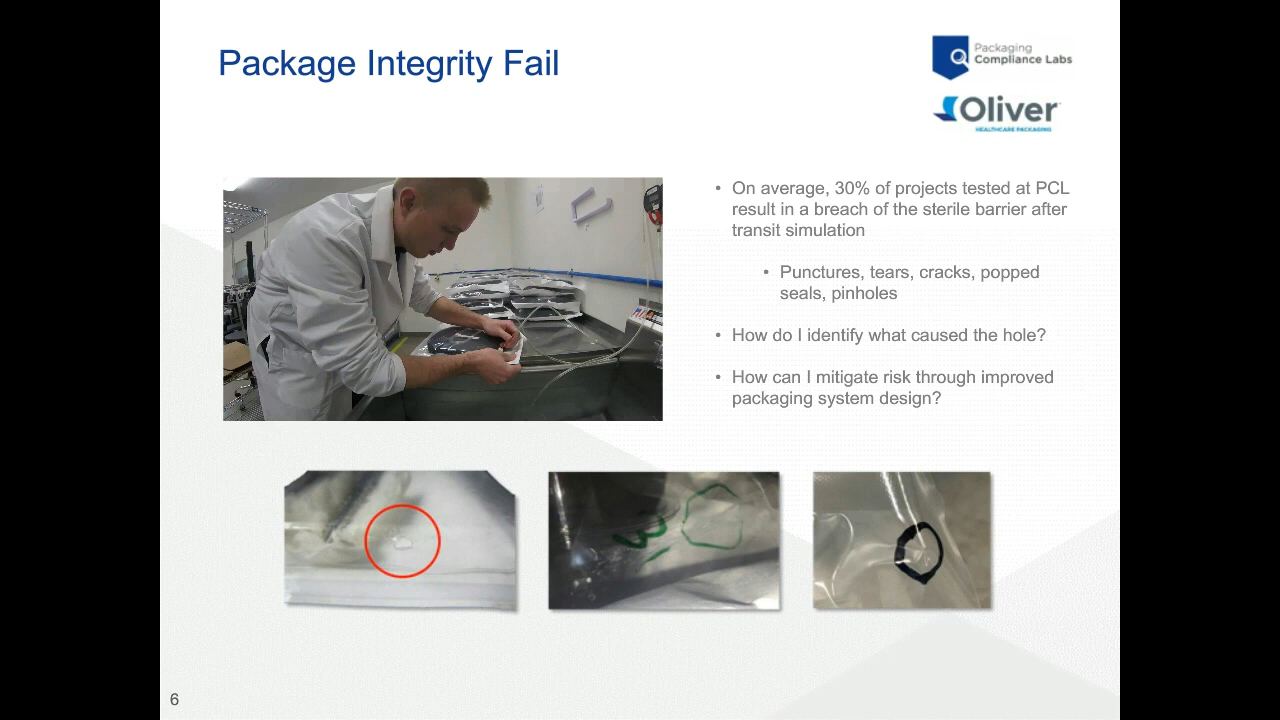 Package Integrity Fail
Packaging
Compliance Labs
Oliver
HEALTHCARE PACKAGING
• On average, 30% of projects tested at PCL
result in a breach of the sterile barrier after
transit simulation
• Punctures, tears, cracks, popped
seals, pinholes
• How do I identify what caused the hole?
• How can I mitigate risk through improved
packaging system design?
6